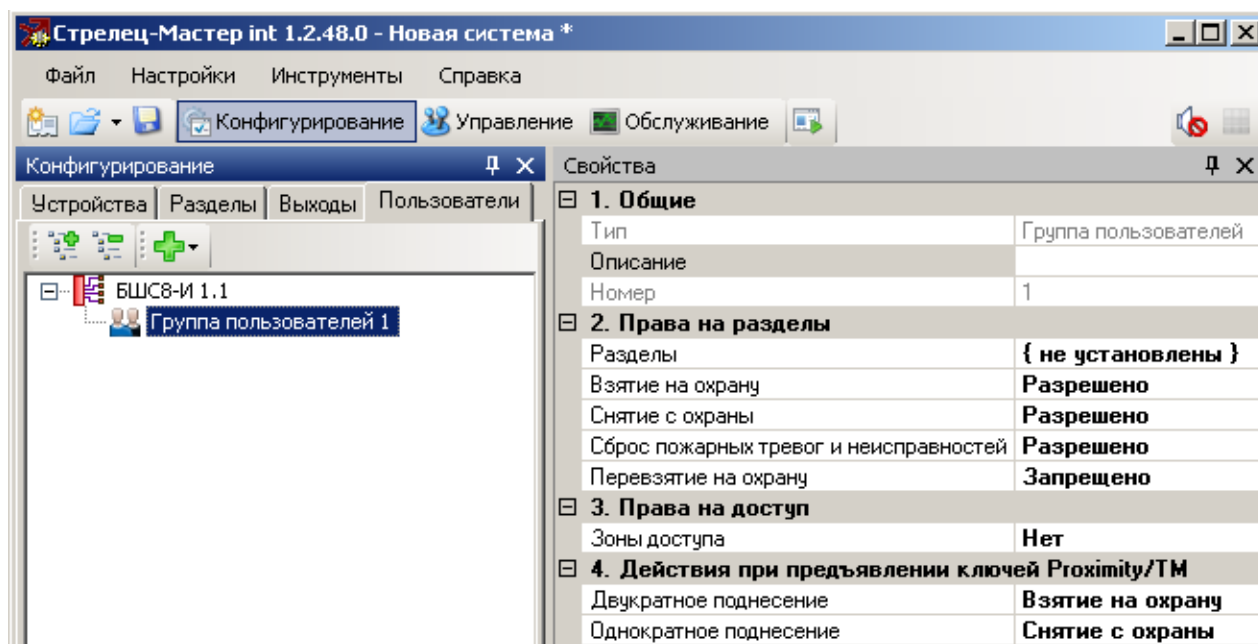 Стрелец-Мастер int 1.2.48.0 - Новая система *
Файл Настройки Инструменты Справка
Конфигурирование Управление Обслуживание
Конфигурирование
Устройства Разделы Выходы Пользователи
БШС8-И 1.1
Группа пользователей 1
Свойства
1. Общие
Тип Группа пользователей
Описание
Номер 1
2. Права на разделы
Разделы { не установлены }
Взятие на охрану Разрешено
Снятие с охраны Разрешено
Сброс пожарных тревог и неисправностей Разрешено
Перевзятие на охрану Запрещено
3. Права на доступ
Зоны доступа Нет
4. Действия при предъявлении ключей Proximity/TM
Двукратное поднесение Взятие на охрану
Однократное поднесение Снятие с охраны